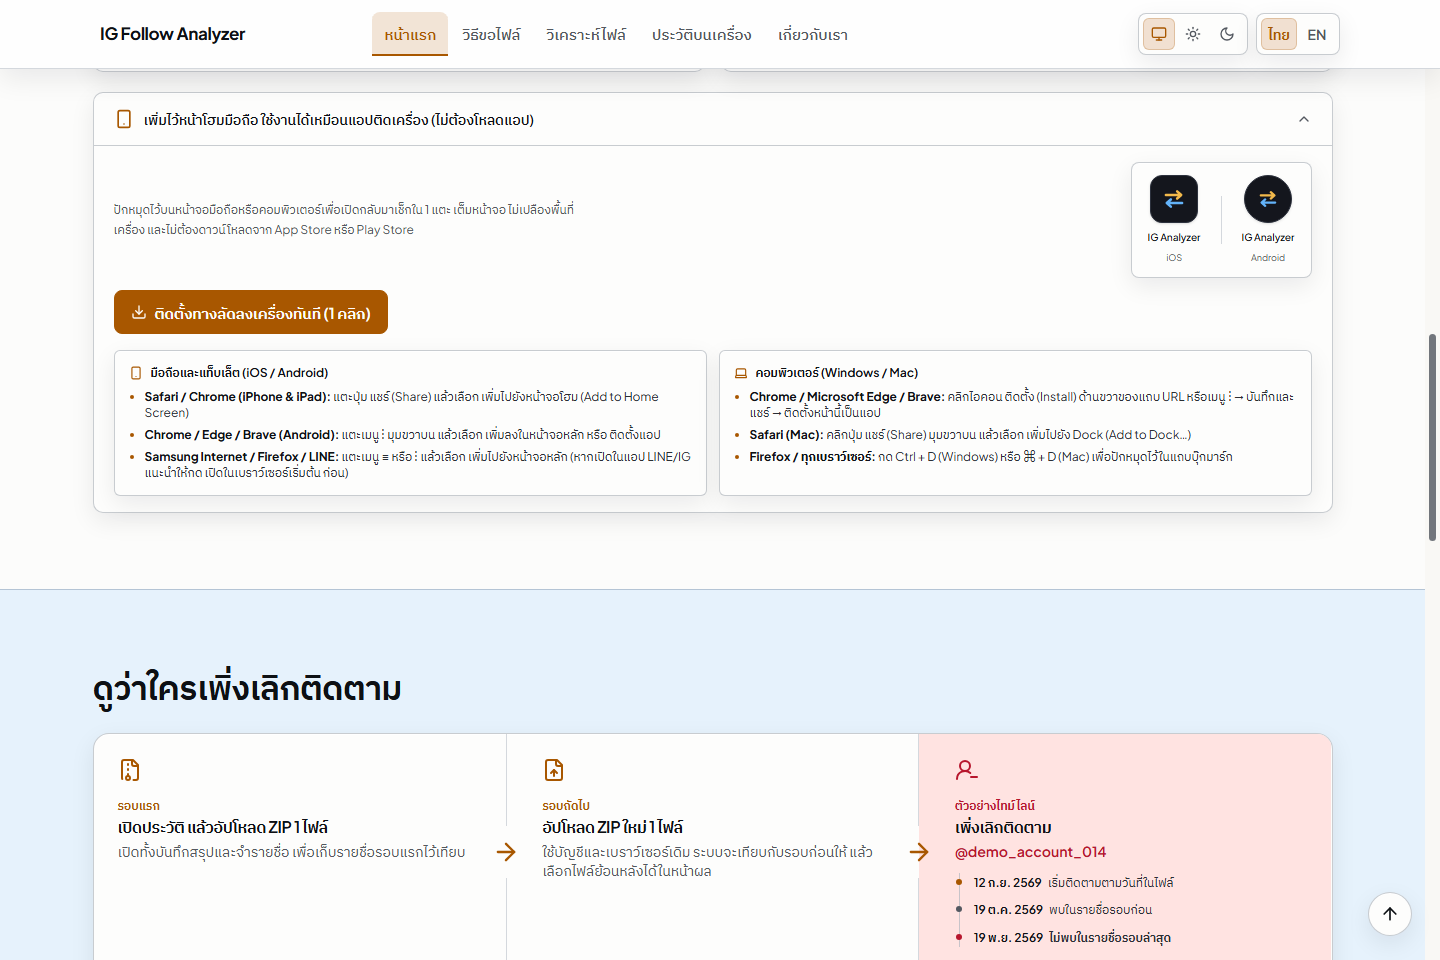 IG Follow Analyzer
หน้าแรก
วิธีขอไฟล์
วิเคราะห์ไฟล์
ประวัติบนเครื่อง
เกี่ยวกับเรา
ไทย
EN
เพิ่มไว้หน้าโฮมมือถือ ใช้งานได้เหมือนแอปติดเครื่อง (ไม่ต้องโหลดแอป)
ปักหมุดไว้บนหน้าจอมือถือหรือคอมพิวเตอร์เพื่อเปิดกลับมาเช็กใน 1 แตะ เต็มหน้าจอ ไม่เปลืองพื้นที่
เครื่อง และไม่ต้องดาวน์โหลดจาก App Store หรือ Play Store
IG Analyzer
iOS
IG Analyzer
Android
ติดตั้งทางลัดลงเครื่องทันที (1 คลิก)
มือถือและแท็บเล็ต (iOS / Android)
• Safari / Chrome (iPhone & iPad): แตะปุ่ม แชร์ (Share) แล้วเลือก เพิ่มไปยังหน้าจอโฮม (Add to Home
Screen)
• Chrome / Edge / Brave (Android): แตะเมนู ⋮ มุมขวาบน แล้วเลือก เพิ่มลงในหน้าจอหลัก หรือ ติดตั้งแอป
• Samsung Internet / Firefox / LINE: แตะเมนู ≡ หรือ ⋮ แล้วเลือก เพิ่มไปยังหน้าจอหลัก (หากเปิดในแอป LINE/IG
แนะนำให้กด เปิดในเบราว์เซอร์เริ่มต้น ก่อน)
คอมพิวเตอร์ (Windows / Mac)
• Chrome / Microsoft Edge / Brave: คลิกไอคอน ติดตั้ง (Install) ด้านขวาของแถบ URL หรือเมนู ⋮ → บันทึกและ
แชร์ → ติดตั้งหน้านี้เป็นแอป
• Safari (Mac): คลิกปุ่ม แชร์ (Share) มุมขวาบน แล้วเลือก เพิ่มไปยัง Dock (Add to Dock...)
• Firefox / ทุกเบราว์เซอร์: กด Ctrl + D (Windows) หรือ ⌘ + D (Mac) เพื่อปักหมุดไว้ในแถบบุ๊กมาร์ก
ดูว่าใครเพิ่งเลิกติดตาม
รอบแรก
เปิดประวัติ แล้วอัปโหลด ZIP 1 ไฟล์
เปิดทั้งบันทึกสรุปและจำรายชื่อ เพื่อเก็บรายชื่อรอบแรกไว้เทียบ
รอบถัดไป
อัปโหลด ZIP ใหม่ 1 ไฟล์
ใช้บัญชีและเบราว์เซอร์เดิม ระบบจะเทียบกับรอบก่อนให้ แล้ว
เลือกไฟล์ย้อนหลังได้ในหน้าผล
ตัวอย่างไทม์ไลน์
เพิ่งเลิกติดตาม
@demo_account_014
12 ก.ย. 2569 เริ่มติดตามตามวันที่ในไฟล์
19 ต.ค. 2569 พบในรายชื่อรอบก่อน
19 พ.ย. 2569 ไม่พบในรายชื่อรอบล่าสุด